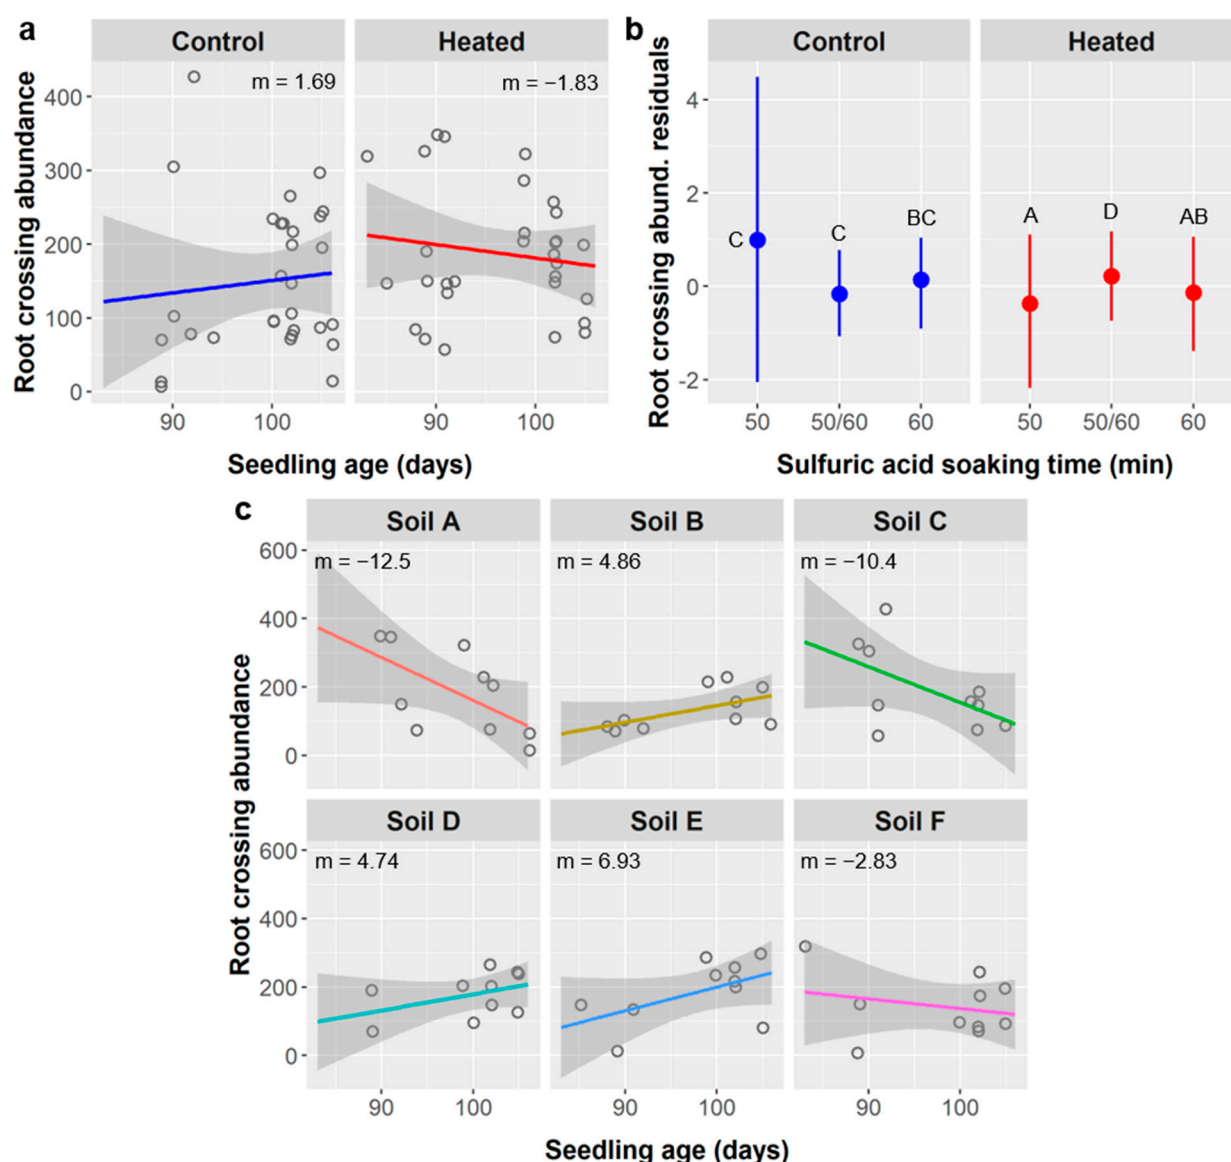 a
Control
Heated
m = 1.69
m = −1.83
Root crossing abundance
400
300
200
100
0
90
100
90
100
Seedling age (days)
b
Control
Heated
Root crossing abund. residuals
4
2
0
-2
C
C
BC
A
D
AB
50
50/60
60
50
50/60
60
Sulfuric acid soaking time (min)
c
Soil A
Soil B
Soil C
m = −12.5
m = 4.86
m = −10.4
600
400
200
0
Root crossing abundance
Soil D
Soil E
Soil F
m = 4.74
m = 6.93
m = −2.83
600
400
200
0
90
100
90
100
90
100
Seedling age (days)